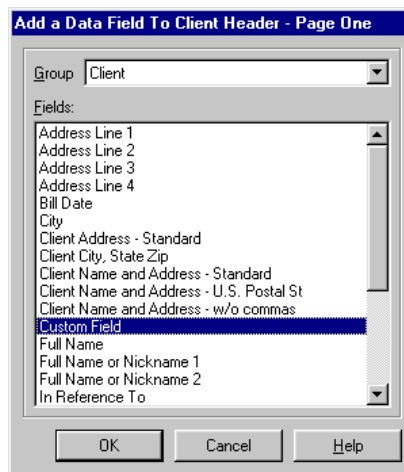 Add a Data Field To Client Header - Page One
Group Client
Fields:
Address Line 1
Address Line 2
Address Line 3
Address Line 4
Bill Date
City
Client Address - Standard
Client City, State Zip
Client Name and Address - Standard
Client Name and Address - U.S. Postal St
Client Name and Address - w/o commas
Custom Field
Full Name
Full Name or Nickname 1
Full Name or Nickname 2
In Reference To
OK Cancel Help